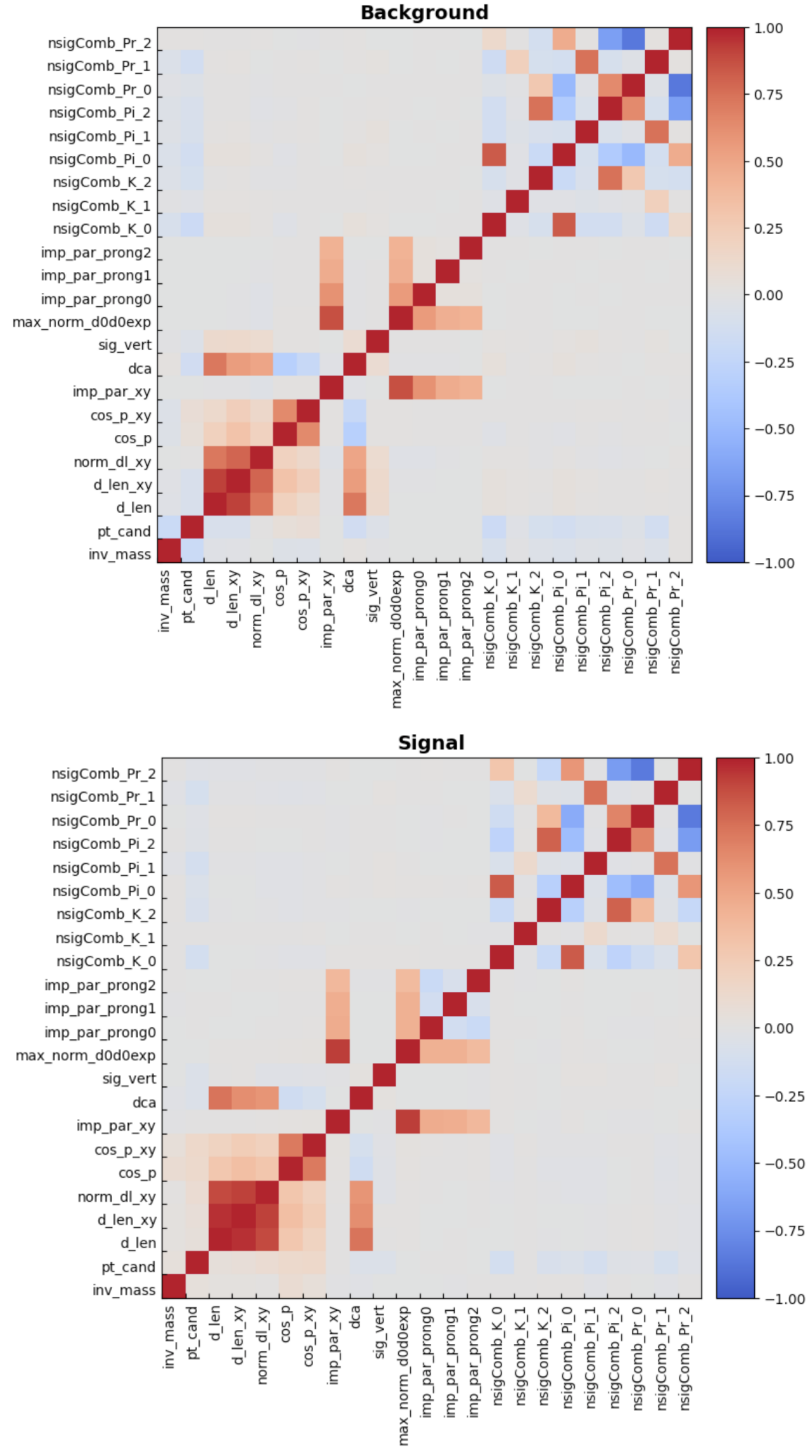 Background
nsigComb_Pr_2
nsigComb_Pr_1
nsigComb_Pr_0
nsigComb_Pi_2
nsigComb_Pi_1
nsigComb_Pi_0
nsigComb_K_2
nsigComb_K_1
nsigComb_K_0
imp_par_prong2
imp_par_prong1
imp_par_prong0
max_norm_d0d0exp
sig_vert
dca
imp_par_xy
cos_p_xy
cos_p
norm_dl_xy
d_len_xy
d_len
pt_cand
inv_mass
inv_mass
pt_cand
d_len
d_len_xy
norm_dl_xy
cos_p
cos_p_xy
imp_par_xy
dca
sig_vert
max_norm_d0d0exp
imp_par_prong0
imp_par_prong1
imp_par_prong2
nsigComb_K_0
nsigComb_K_1
nsigComb_K_2
nsigComb_Pi_0
nsigComb_Pi_1
nsigComb_Pi_2
nsigComb_Pr_0
nsigComb_Pr_1
nsigComb_Pr_2
1.00
0.75
0.50
0.25
0.00
−0.25
−0.50
−0.75
−1.00
Signal
nsigComb_Pr_2
nsigComb_Pr_1
nsigComb_Pr_0
nsigComb_Pi_2
nsigComb_Pi_1
nsigComb_Pi_0
nsigComb_K_2
nsigComb_K_1
nsigComb_K_0
imp_par_prong2
imp_par_prong1
imp_par_prong0
max_norm_d0d0exp
sig_vert
dca
imp_par_xy
cos_p_xy
cos_p
norm_dl_xy
d_len_xy
d_len
pt_cand
inv_mass
inv_mass
pt_cand
d_len
d_len_xy
norm_dl_xy
cos_p
cos_p_xy
imp_par_xy
dca
sig_vert
max_norm_d0d0exp
imp_par_prong0
imp_par_prong1
imp_par_prong2
nsigComb_K_0
nsigComb_K_1
nsigComb_K_2
nsigComb_Pi_0
nsigComb_Pi_1
nsigComb_Pi_2
nsigComb_Pr_0
nsigComb_Pr_1
nsigComb_Pr_2
1.00
0.75
0.50
0.25
0.00
−0.25
−0.50
−0.75
−1.00